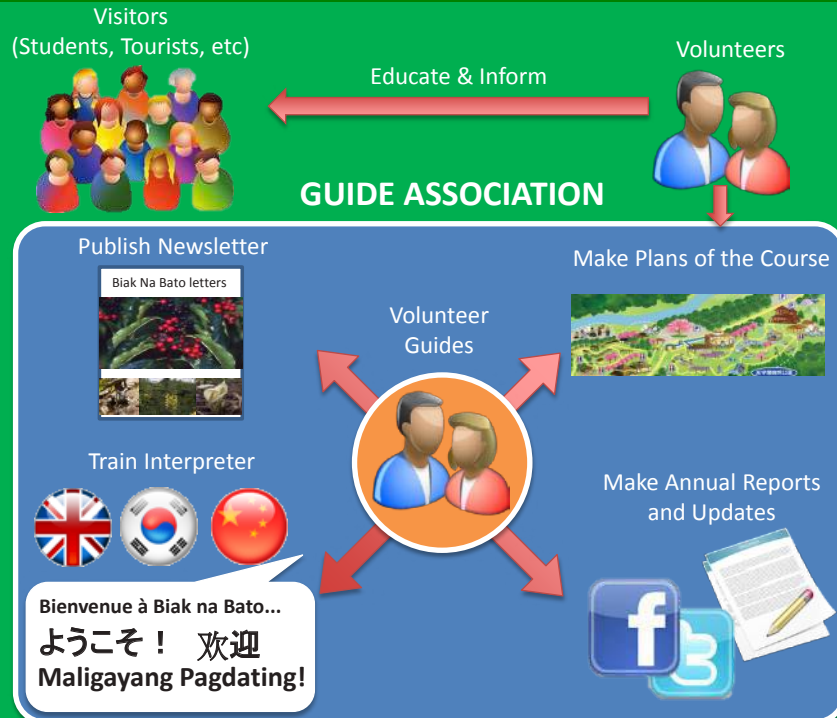 Visitors
(Students, Tourists, etc)
Volunteers
Educate & Inform
GUIDE ASSOCIATION
Publish Newsletter
Biak Na Bato letters
Make Plans of the Course
Volunteer
Guides
Train Interpreter
Make Annual Reports
and Updates
Bienvenue à Biak na Bato...
ようこそ！ 欢迎
Maligayang Pagdating!